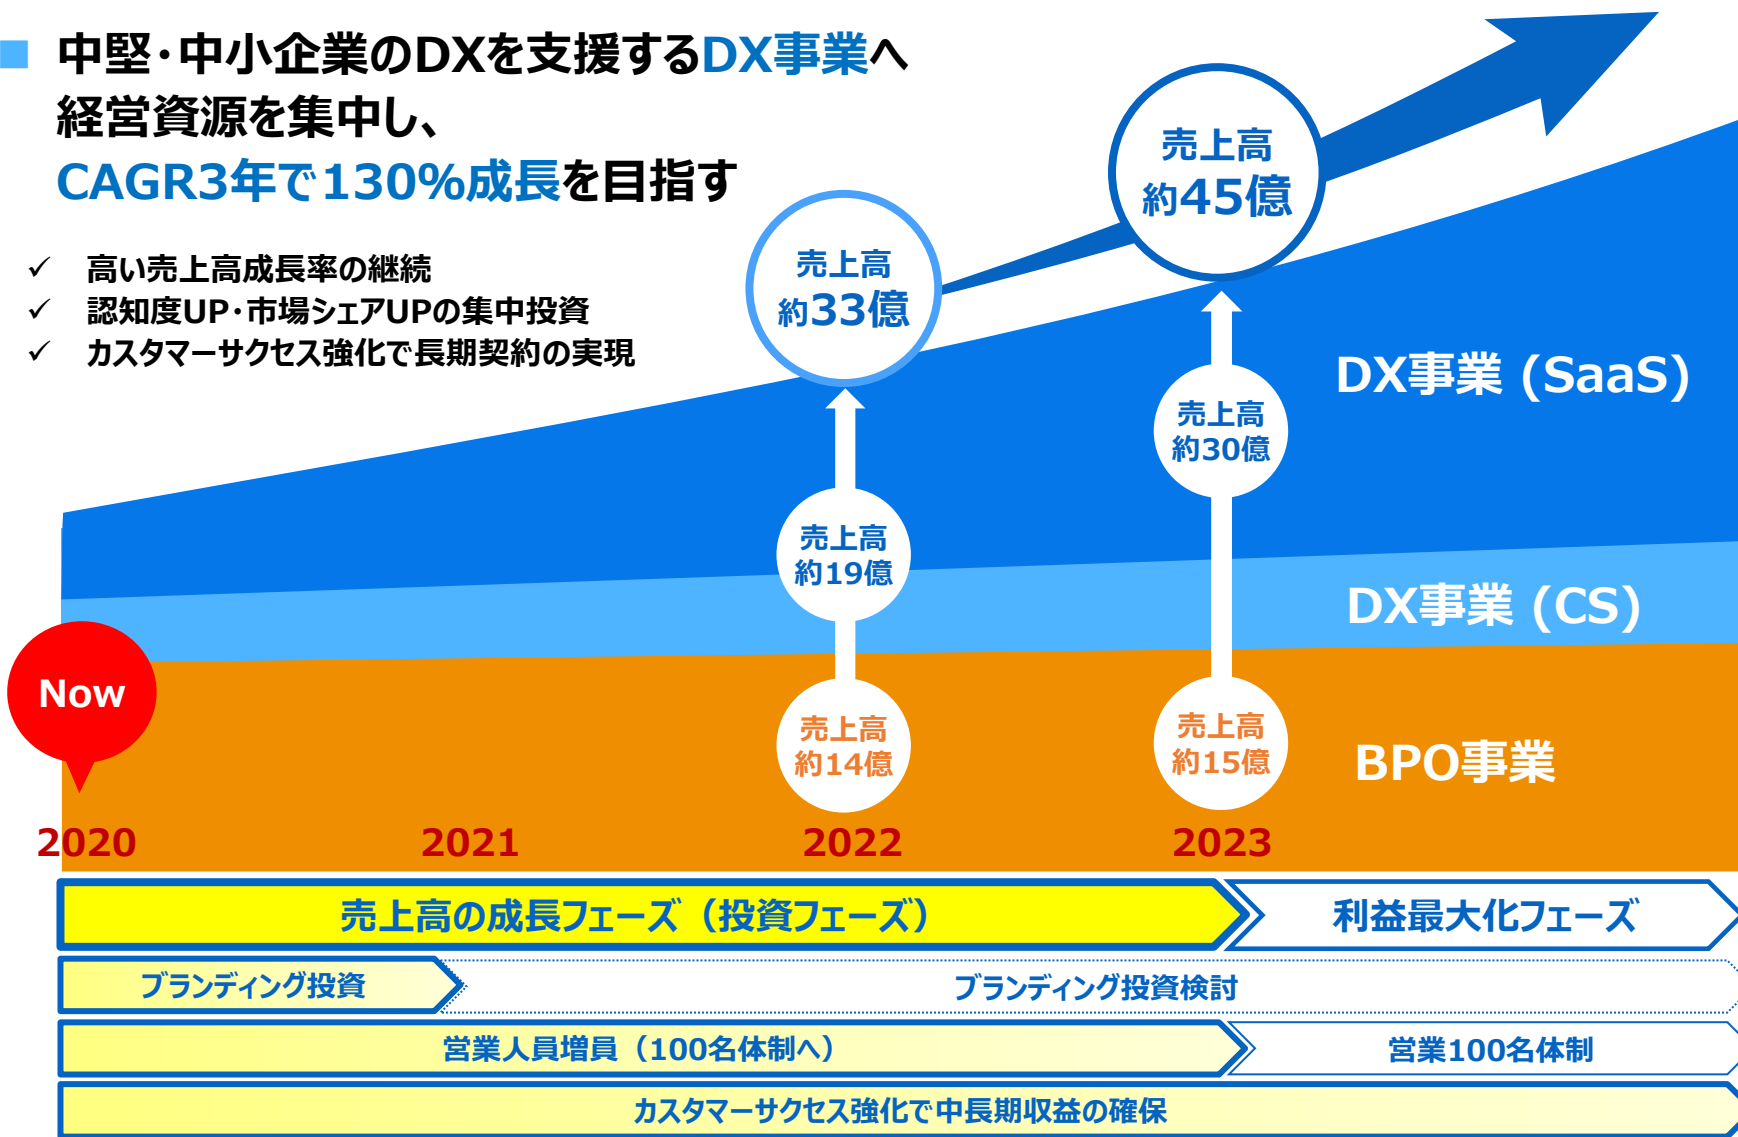 中堅・中小企業のDXを支援するDX事業へ
経営資源を集中し、
CAGR3年で130%成長を目指す
✓ 高い売上高成長率の継続
✓ 認知度UP・市場シェアUPの集中投資
✓ カスタマーサクセス強化で長期契約の実現
売上高
約45億
売上高
約33億
DX事業 (SaaS)
売上高
約30億
売上高
約19億
DX事業 (CS)
Now
売上高
約14億
売上高
約15億
BPO事業
2020
2021
2022
2023
売上高の成長フェーズ（投資フェーズ）
利益最大化フェーズ
ブランディング投資
ブランディング投資検討
営業人員増員（100名体制へ）
営業100名体制
カスタマーサクセス強化で中長期収益の確保